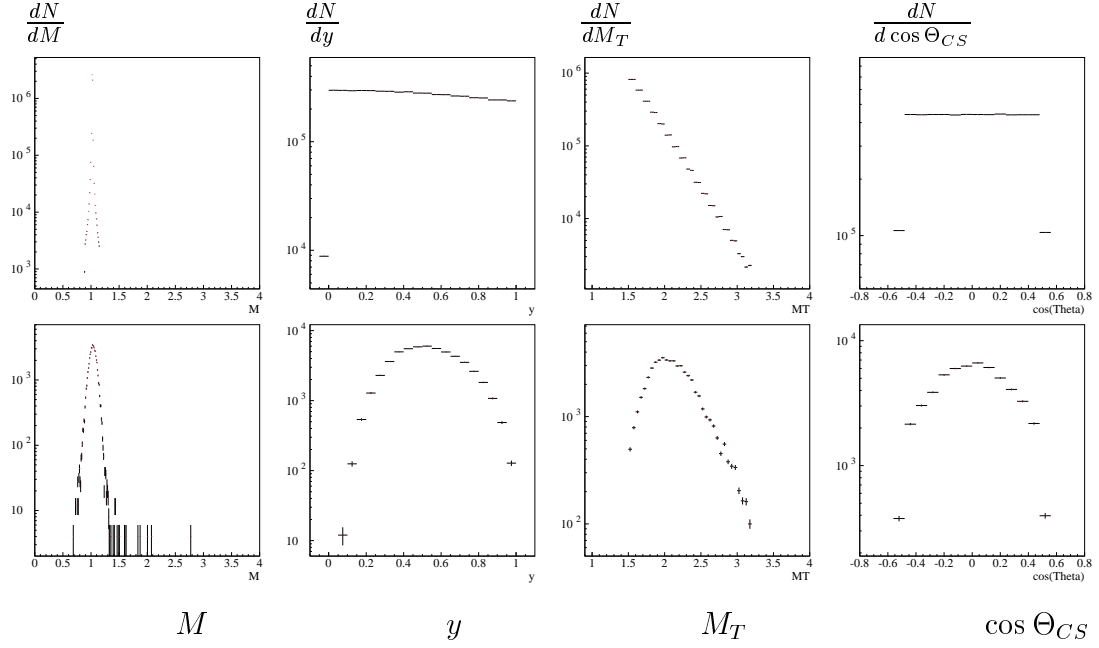 dN/dM dN/dy dN/dM_T dN/d cos Θ_CS
10^6 10^5 10^4 10^3
0 0.5 1 1.5 2 2.5 3 3.5 4
M
10^5 10^4
0 0.2 0.4 0.6 0.8 1
y
10^6 10^5 10^4
1 1.5 2 2.5 3 3.5 4
MT
10^5
-0.8 -0.6 -0.4 -0.2 0 0.2 0.4 0.6 0.8
cos(Theta)
10^3 10^2 10
0 0.5 1 1.5 2 2.5 3 3.5 4
M
10^4 10^3 10^2 10
0 0.2 0.4 0.6 0.8 1
y
10^3 10^2
1 1.5 2 2.5 3 3.5 4
MT
10^4 10^3
-0.8 -0.6 -0.4 -0.2 0 0.2 0.4 0.6 0.8
cos(Theta)
M y M_T cos Θ_CS